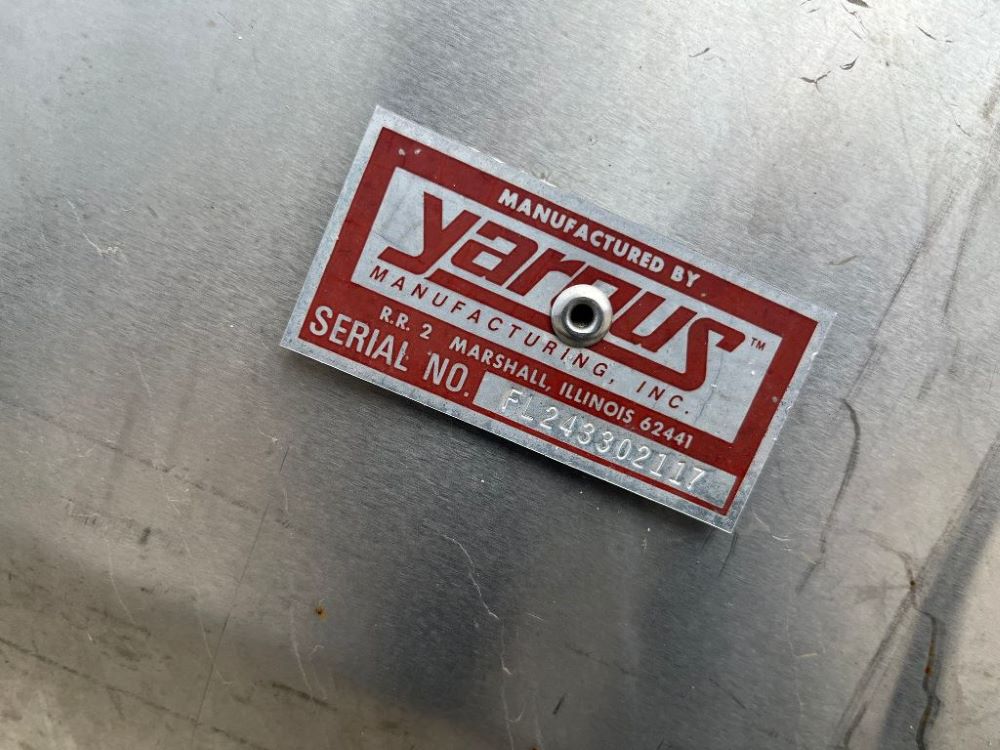 MANUFACTURED BY
yargus™
MANUFACTURING, INC.
R.R. 2 MARSHALL, ILLINOIS 62441
SERIAL NO. FL243302117